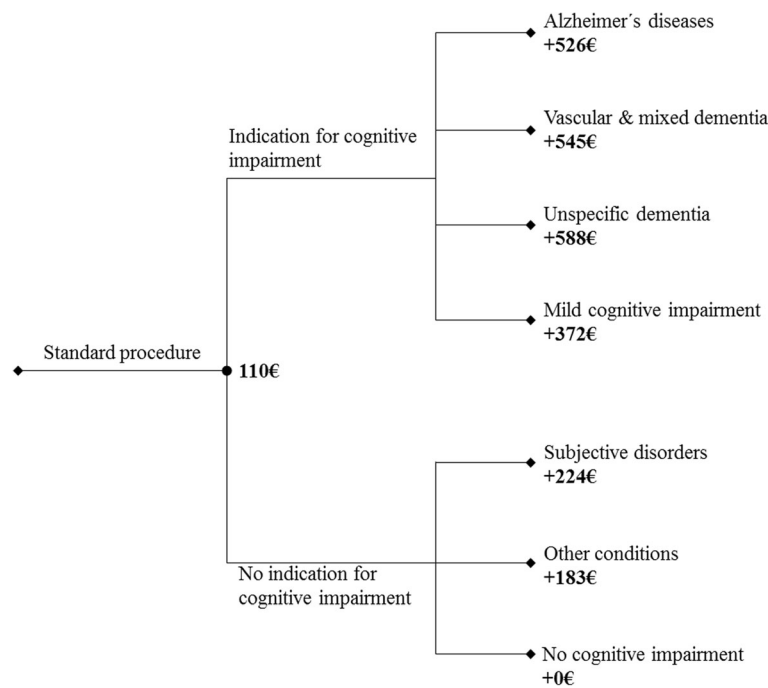 Alzheimer´s diseases
+526€
Vascular & mixed dementia
+545€
Indication for cognitive
impairment
Unspecific dementia
+588€
Mild cognitive impairment
+372€
Standard procedure
110€
Subjective disorders
+224€
Other conditions
+183€
No indication for
cognitive impairment
No cognitive impairment
+0€